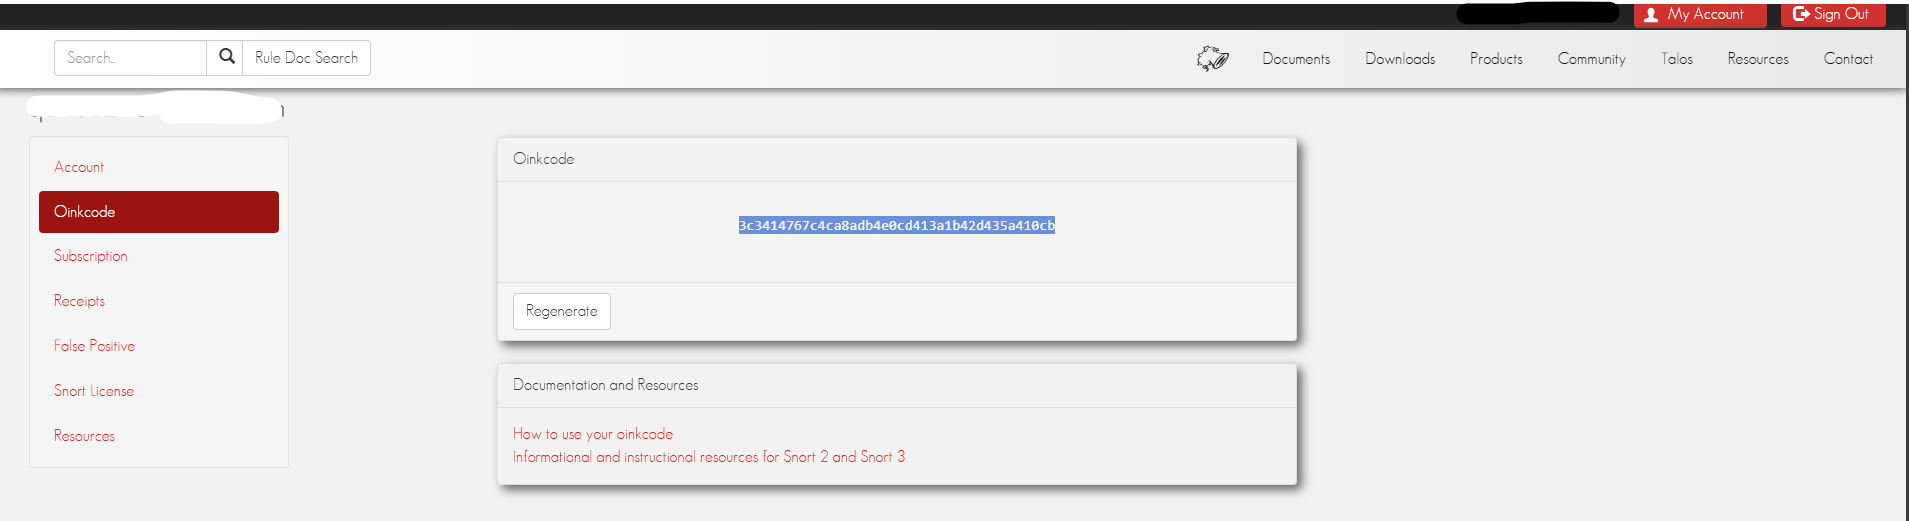 My Account
Sign Out
Search...
Rule Doc Search
Documents
Downloads
Products
Community
Talos
Resources
Contact
Account
Oinkcode
Subscription
Receipts
False Positive
Snort License
Resources
Oinkcode
3c3414767c4ca8adb4e0cd413a1b42d435a410cb
Regenerate
Documentation and Resources
How to use your oinkcode
Informational and instructional resources for Snort 2 and Snort 3